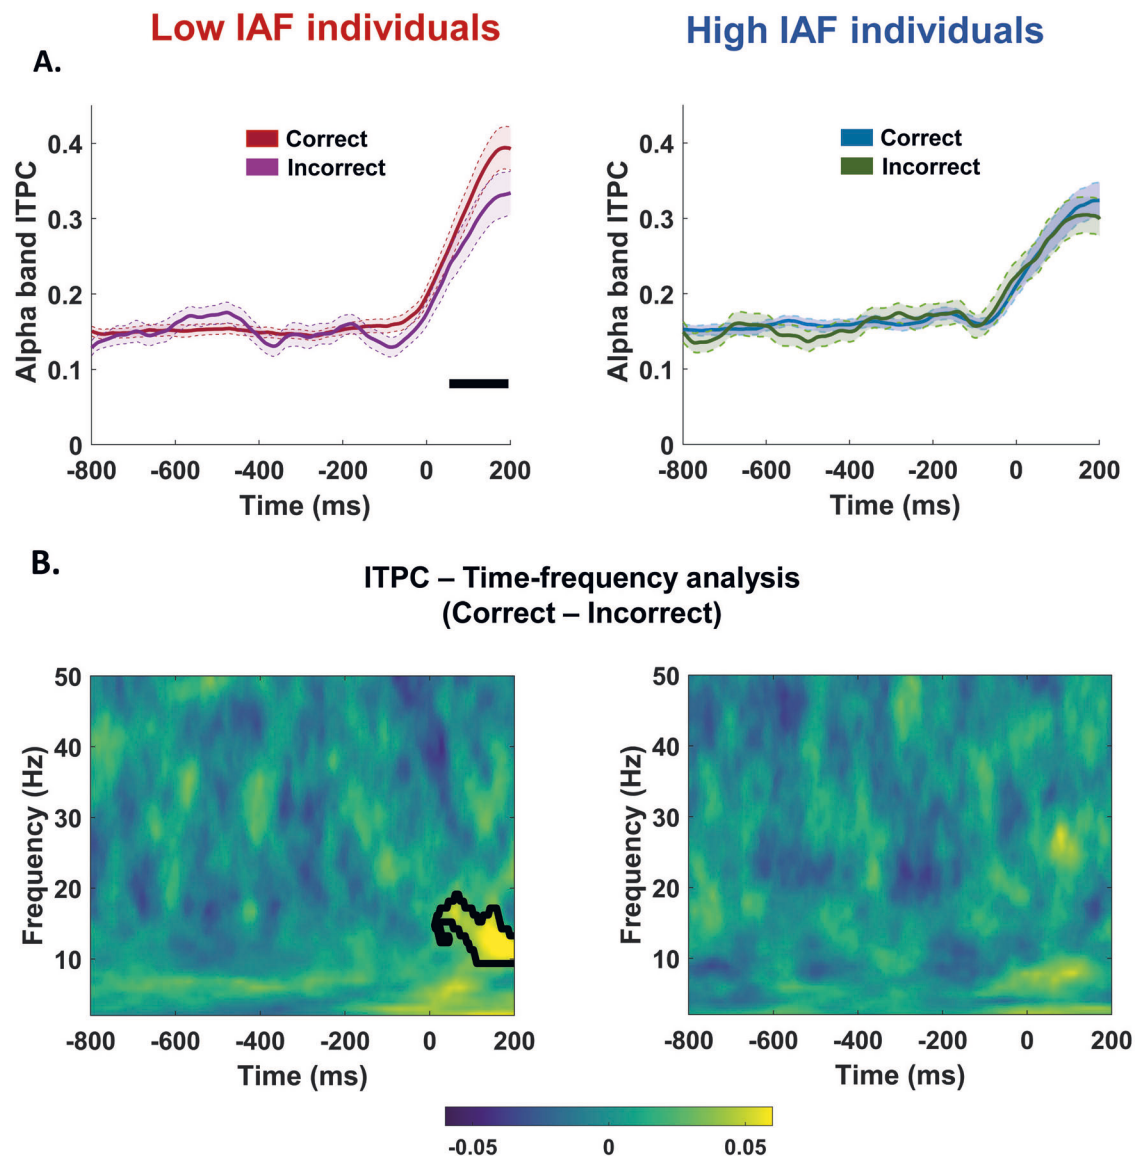 Low IAF individuals
High IAF individuals
A.
Alpha band ITPC
0.4
0.3
0.2
0.1
0
Correct
Incorrect
-800 -600 -400 -200 0 200
Time (ms)
Alpha band ITPC
0.4
0.3
0.2
0.1
0
Correct
Incorrect
-800 -600 -400 -200 0 200
Time (ms)
B.
ITPC – Time-frequency analysis
(Correct – Incorrect)
Frequency (Hz)
50
40
30
20
10
-800 -600 -400 -200 0 200
Time (ms)
Frequency (Hz)
50
40
30
20
10
-800 -600 -400 -200 0 200
Time (ms)
-0.05 0 0.05